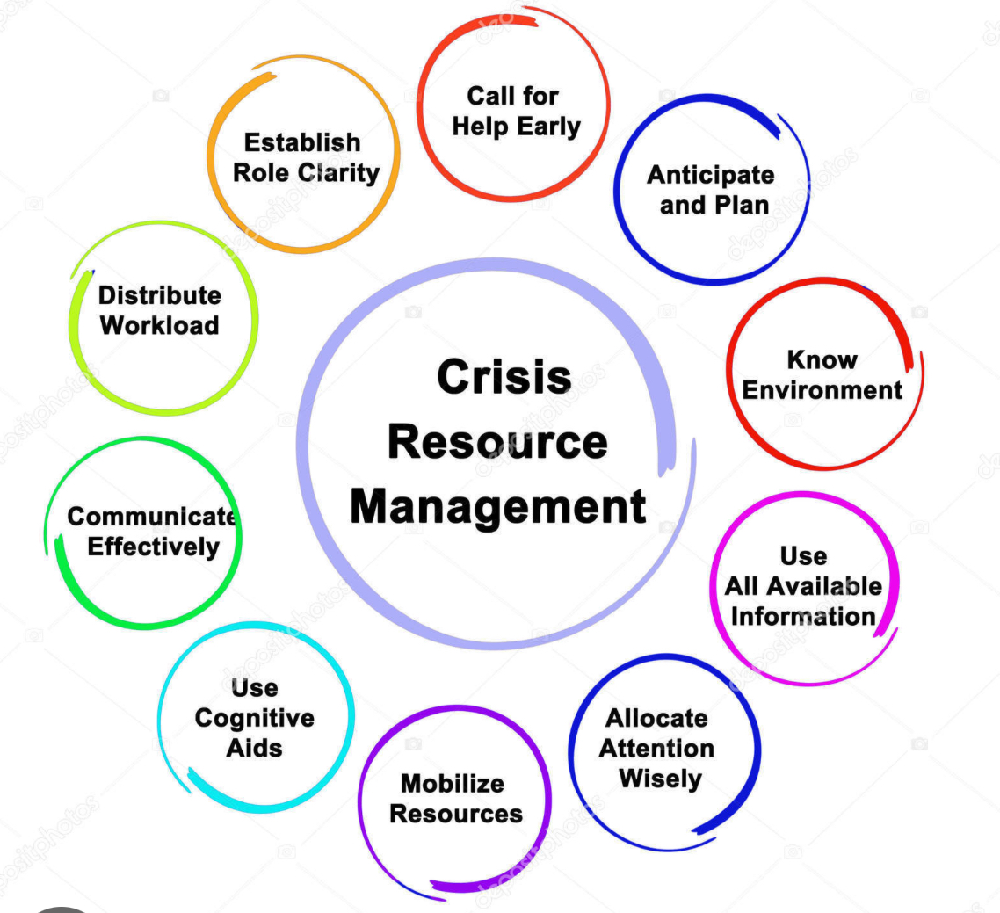 Crisis
Resource
Management
Call for
Help Early
Anticipate
and Plan
Know
Environment
Use
All Available
Information
Allocate
Attention
Wisely
Mobilize
Resources
Use
Cognitive
Aids
Communicate
Effectively
Distribute
Workload
Establish
Role Clarity
depositphotos